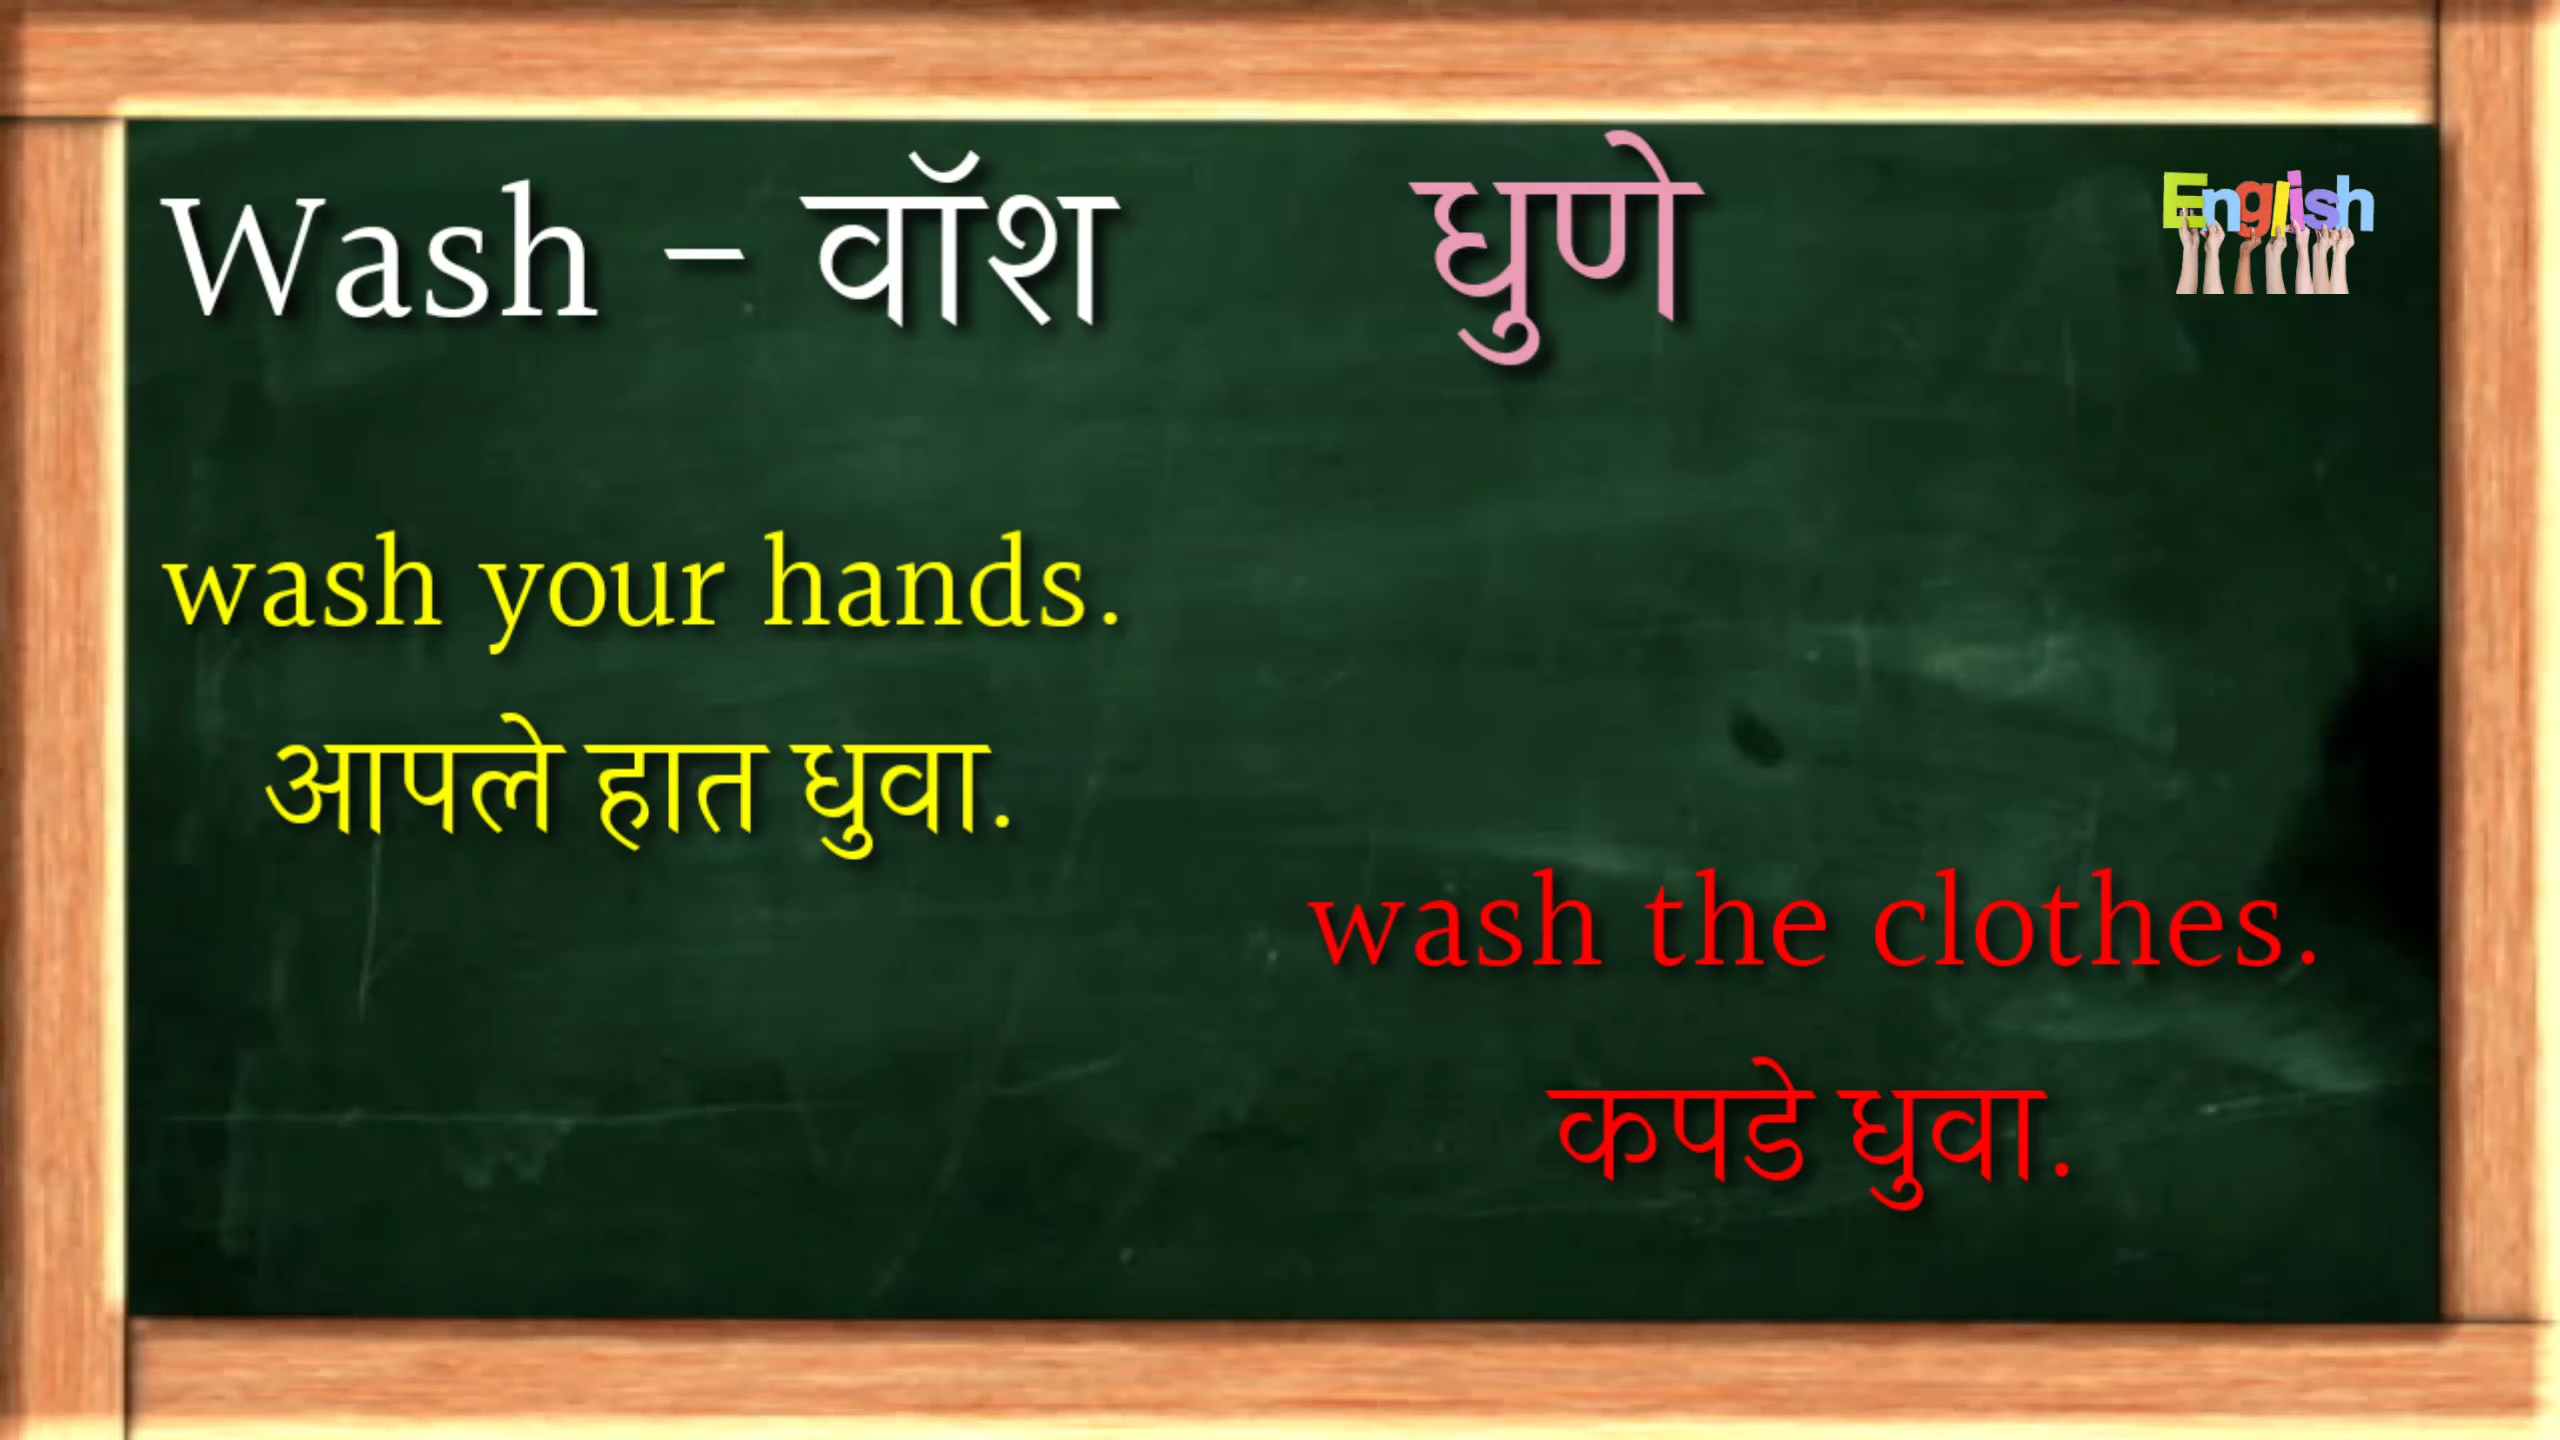 Wash - वॉश धुणे
English
wash your hands.
आपले हात धुवा.
wash the clothes.
कपडे धुवा.